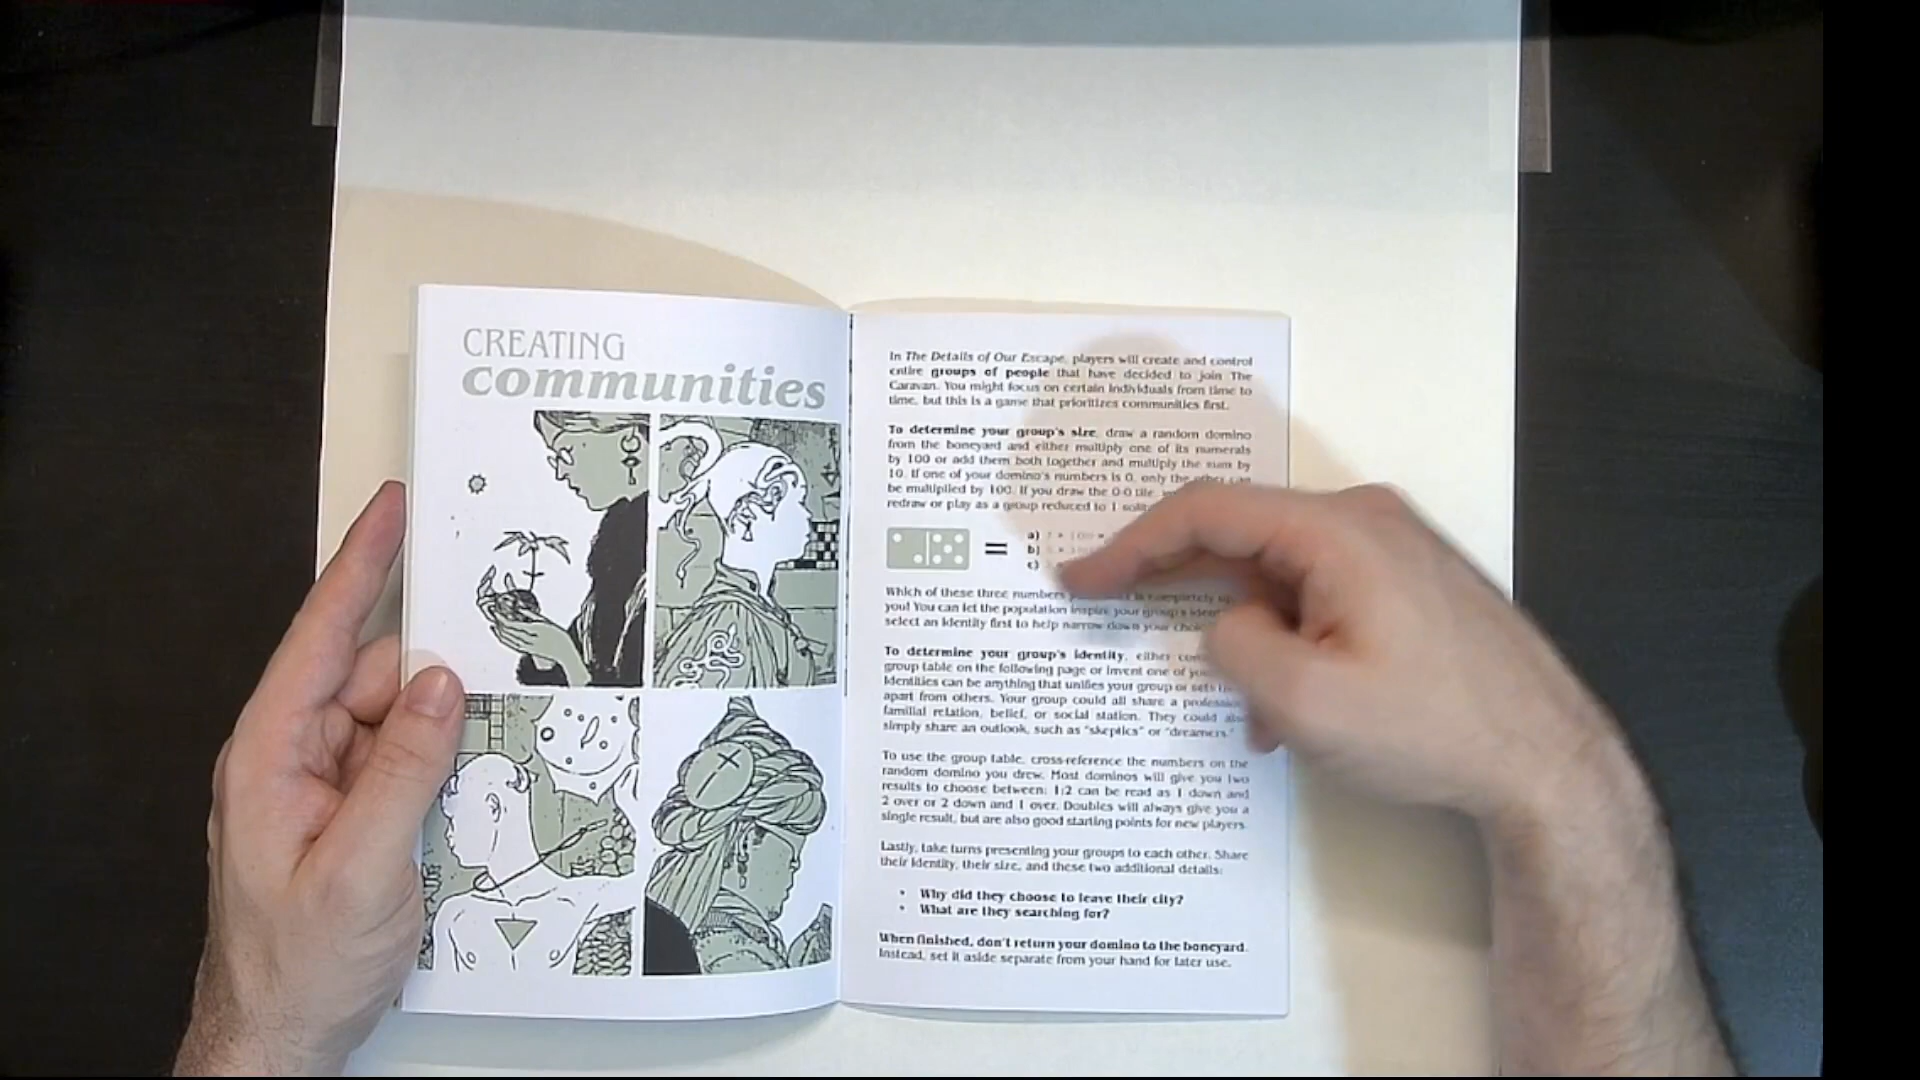 CREATING
communities
In The Details of Our Escape, players will create and control
entire groups of people that have decided to join The
Caravan. You might focus on certain individuals from time to
time, but this is a game that prioritizes communities first.
To determine your group's size, draw a random domino
from the boneyard and either multiply one of its numerals
by 100 or add them both together and multiply the sum by
10. If one of your domino's numbers is 0, only the other can
be multiplied by 100. If you draw the 0-0 tile,
redraw or play as a group reduced to 1
=
a)
b)
c)
Which of these three numbers is completely
you! You can let the population inspire your group's
select an identity first to help narrow down your
To determine your group's identity, either
group table on the following page or invent one of
Identities can be anything that unifies your group or sets
apart from others. Your group could all share a
familial relation, belief, or social station. They could also
simply share an outlook, such as "skeptics" or "dreamers."
To use the group table, cross-reference the numbers on the
random domino you drew. Most dominos will give you two
results to choose between: 1:2 can be read as 1 down and
2 over or 2 down and 1 over. Doubles will always give you a
single result, but are also good starting points for new players.
Lastly, take turns presenting your groups to each other. Share
their identity, their size, and these two additional details:
• Why did they choose to leave their city?
• What are they searching for?
When finished, don't return your domino to the boneyard.
Instead, set it aside separate from your hand for later use.